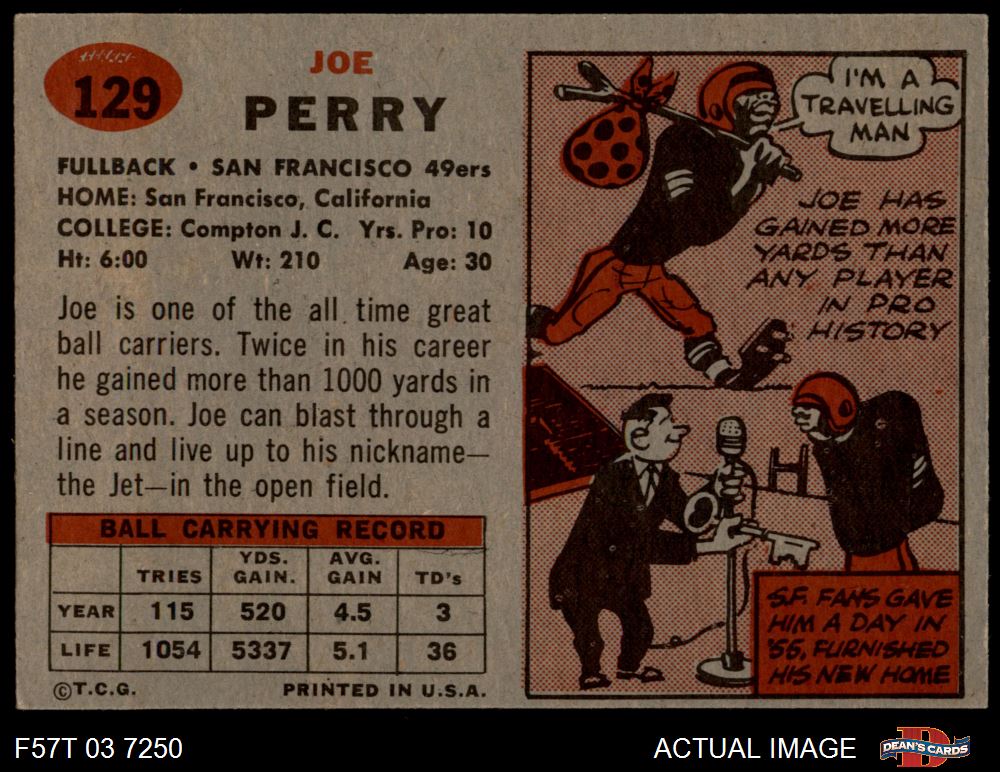 129
JOE
PERRY
FULLBACK • SAN FRANCISCO 49ers
HOME: San Francisco, California
COLLEGE: Compton J. C. Yrs. Pro: 10
Ht: 6:00 Wt: 210 Age: 30
Joe is one of the all time great
ball carriers. Twice in his career
he gained more than 1000 yards in
a season. Joe can blast through a
line and live up to his nickname—
the Jet—in the open field.
BALL CARRYING RECORD
TRIES YDS. GAIN. AVG. GAIN TD's
YEAR 115 520 4.5 3
LIFE 1054 5337 5.1 36
©T.C.G. PRINTED IN U.S.A.
I'M A
TRAVELLING
MAN
JOE HAS
GAINED MORE
YARDS THAN
ANY PLAYER
IN PRO
HISTORY
S.F. FANS GAVE
HIM A DAY IN
'56, FURNISHED
HIS NEW HOME
F57T 03 7250
ACTUAL IMAGE
D
DEAN'S CARDS